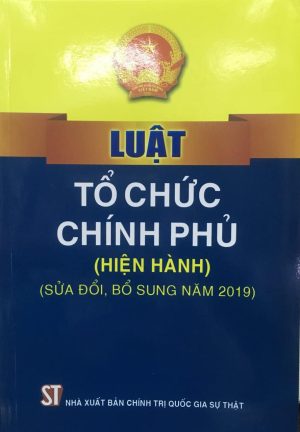 LUẬT
TỔ CHỨC
CHÍNH PHỦ
(HIỆN HÀNH)
(SỬA ĐỔI, BỔ SUNG NĂM 2019)
ST NHÀ XUẤT BẢN CHÍNH TRỊ QUỐC GIA SỰ THẬT